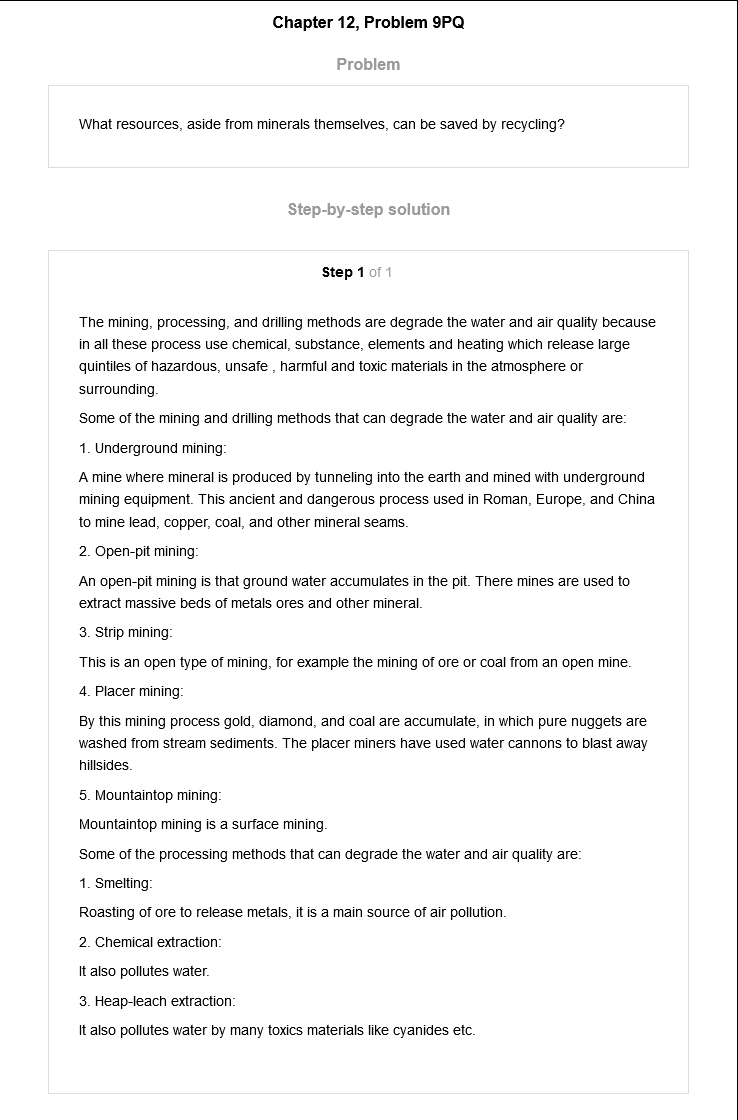 Chapter 12, Problem 9PQ
Problem
What resources, aside from minerals themselves, can be saved by recycling?
Step-by-step solution
Step 1 of 1
The mining, processing, and drilling methods are degrade the water and air quality because
in all these process use chemical, substance, elements and heating which release large
quintiles of hazardous, unsafe , harmful and toxic materials in the atmosphere or
surrounding.
Some of the mining and drilling methods that can degrade the water and air quality are:
1. Underground mining:
A mine where mineral is produced by tunneling into the earth and mined with underground
mining equipment. This ancient and dangerous process used in Roman, Europe, and China
to mine lead, copper, coal, and other mineral seams.
2. Open-pit mining:
An open-pit mining is that ground water accumulates in the pit. There mines are used to
extract massive beds of metals ores and other mineral.
3. Strip mining:
This is an open type of mining, for example the mining of ore or coal from an open mine.
4. Placer mining:
By this mining process gold, diamond, and coal are accumulate, in which pure nuggets are
washed from stream sediments. The placer miners have used water cannons to blast away
hillsides.
5. Mountaintop mining:
Mountaintop mining is a surface mining.
Some of the processing methods that can degrade the water and air quality are:
1. Smelting:
Roasting of ore to release metals, it is a main source of air pollution.
2. Chemical extraction:
It also pollutes water.
3. Heap-leach extraction:
It also pollutes water by many toxics materials like cyanides etc.